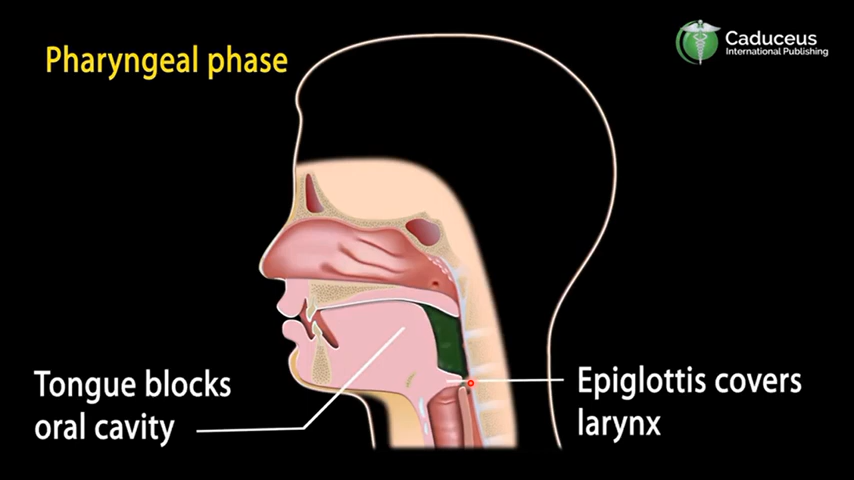 Pharyngeal phase
Caduceus
International Publishing
Tongue blocks
oral cavity
Epiglottis covers
larynx